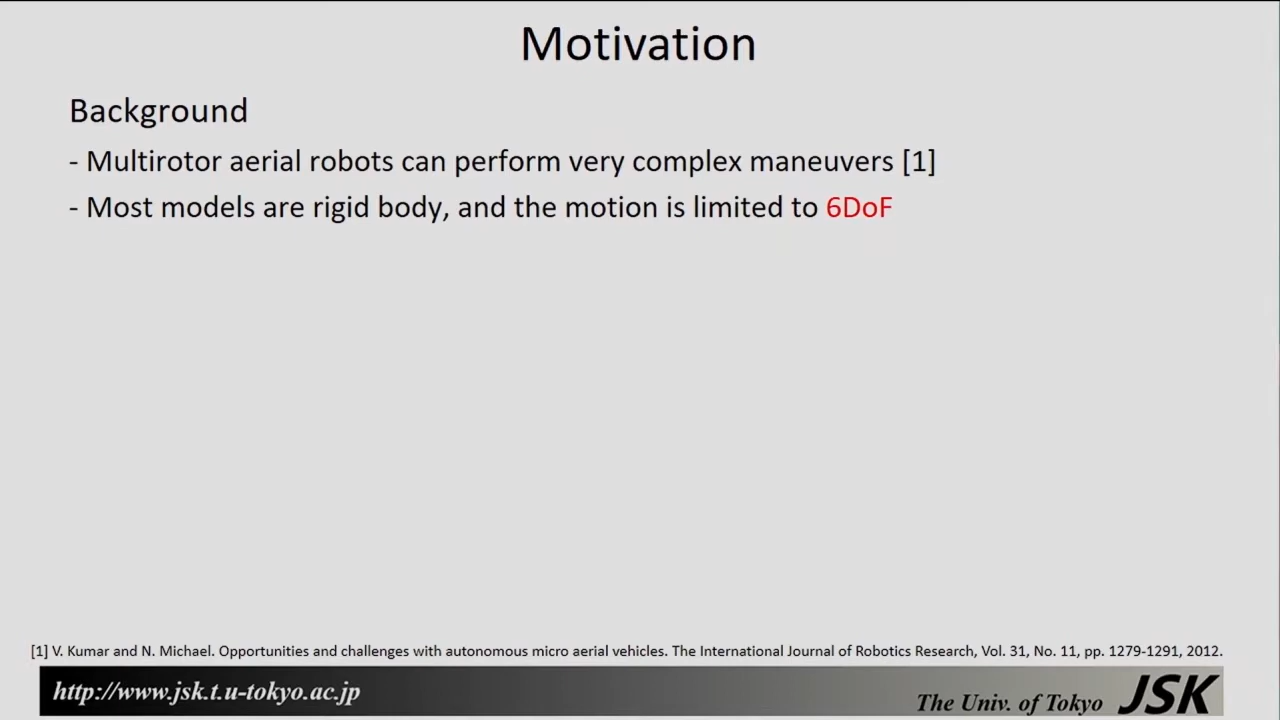 Motivation
Background
- Multirotor aerial robots can perform very complex maneuvers [1]
- Most models are rigid body, and the motion is limited to 6DoF
[1] V. Kumar and N. Michael. Opportunities and challenges with autonomous micro aerial vehicles. The International Journal of Robotics Research, Vol. 31, No. 11, pp. 1279-1291, 2012.
http://www.jsk.t.u-tokyo.ac.jp
The Univ. of Tokyo JSK